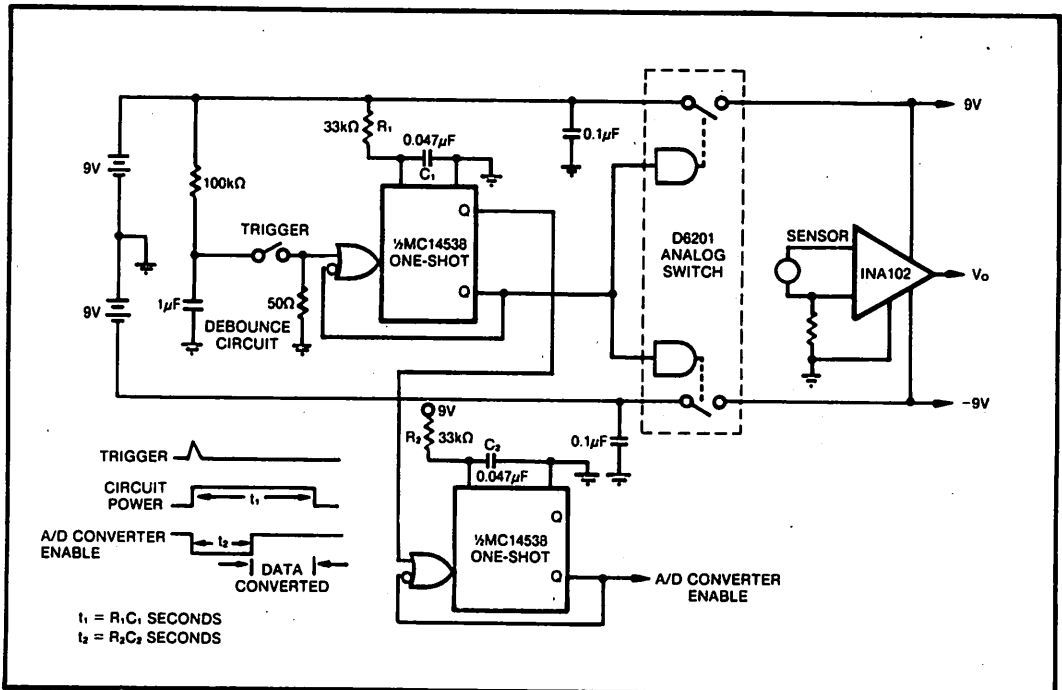 9V
33kΩ R₁
0.047µF
C₁
0.1µF
9V
100kΩ
TRIGGER
Q
½MC14538
ONE-SHOT
Q
D6201
ANALOG
SWITCH
SENSOR
INA102
Vo
1µF
50Ω
DEBOUNCE
CIRCUIT
9V
-9V
9V
R₂ 33kΩ
C₂
0.047µF
0.1µF
TRIGGER
CIRCUIT
POWER
t₁
A/D CONVERTER
ENABLE
t₂
DATA
CONVERTED
Q
½MC14538
ONE-SHOT
Q
A/D CONVERTER
ENABLE
t₁ = R₁C₁ SECONDS
t₂ = R₂C₂ SECONDS